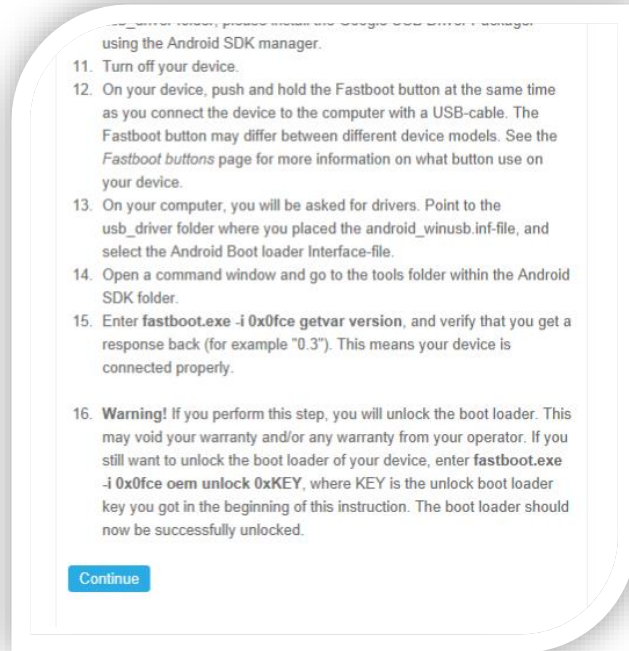 using the Android SDK manager.
11. Turn off your device.
12. On your device, push and hold the Fastboot button at the same time
as you connect the device to the computer with a USB-cable. The
Fastboot button may differ between different device models. See the
Fastboot buttons page for more information on what button use on
your device.
13. On your computer, you will be asked for drivers. Point to the
usb_driver folder where you placed the android_winusb.inf-file, and
select the Android Boot loader Interface-file.
14. Open a command window and go to the tools folder within the Android
SDK folder.
15. Enter fastboot.exe -i 0x0fce getvar version, and verify that you get a
response back (for example "0.3"). This means your device is
connected properly.
16. Warning! If you perform this step, you will unlock the boot loader. This
may void your warranty and/or any warranty from your operator. If you
still want to unlock the boot loader of your device, enter fastboot.exe
-i 0x0fce oem unlock 0xKEY, where KEY is the unlock boot loader
key you got in the beginning of this instruction. The boot loader should
now be successfully unlocked.
Continue